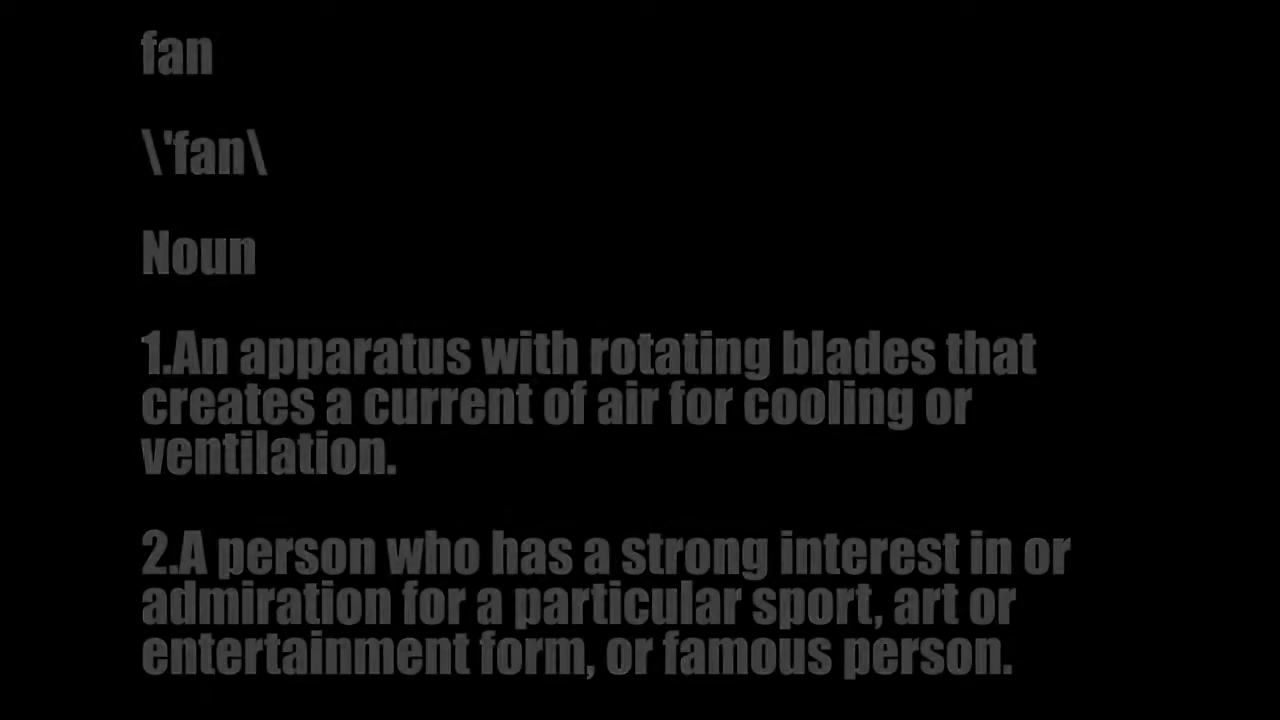 fan
\'fan\
Noun
1.An apparatus with rotating blades that
creates a current of air for cooling or
ventilation.
2.A person who has a strong interest in or
admiration for a particular sport, art or
entertainment form, or famous person.